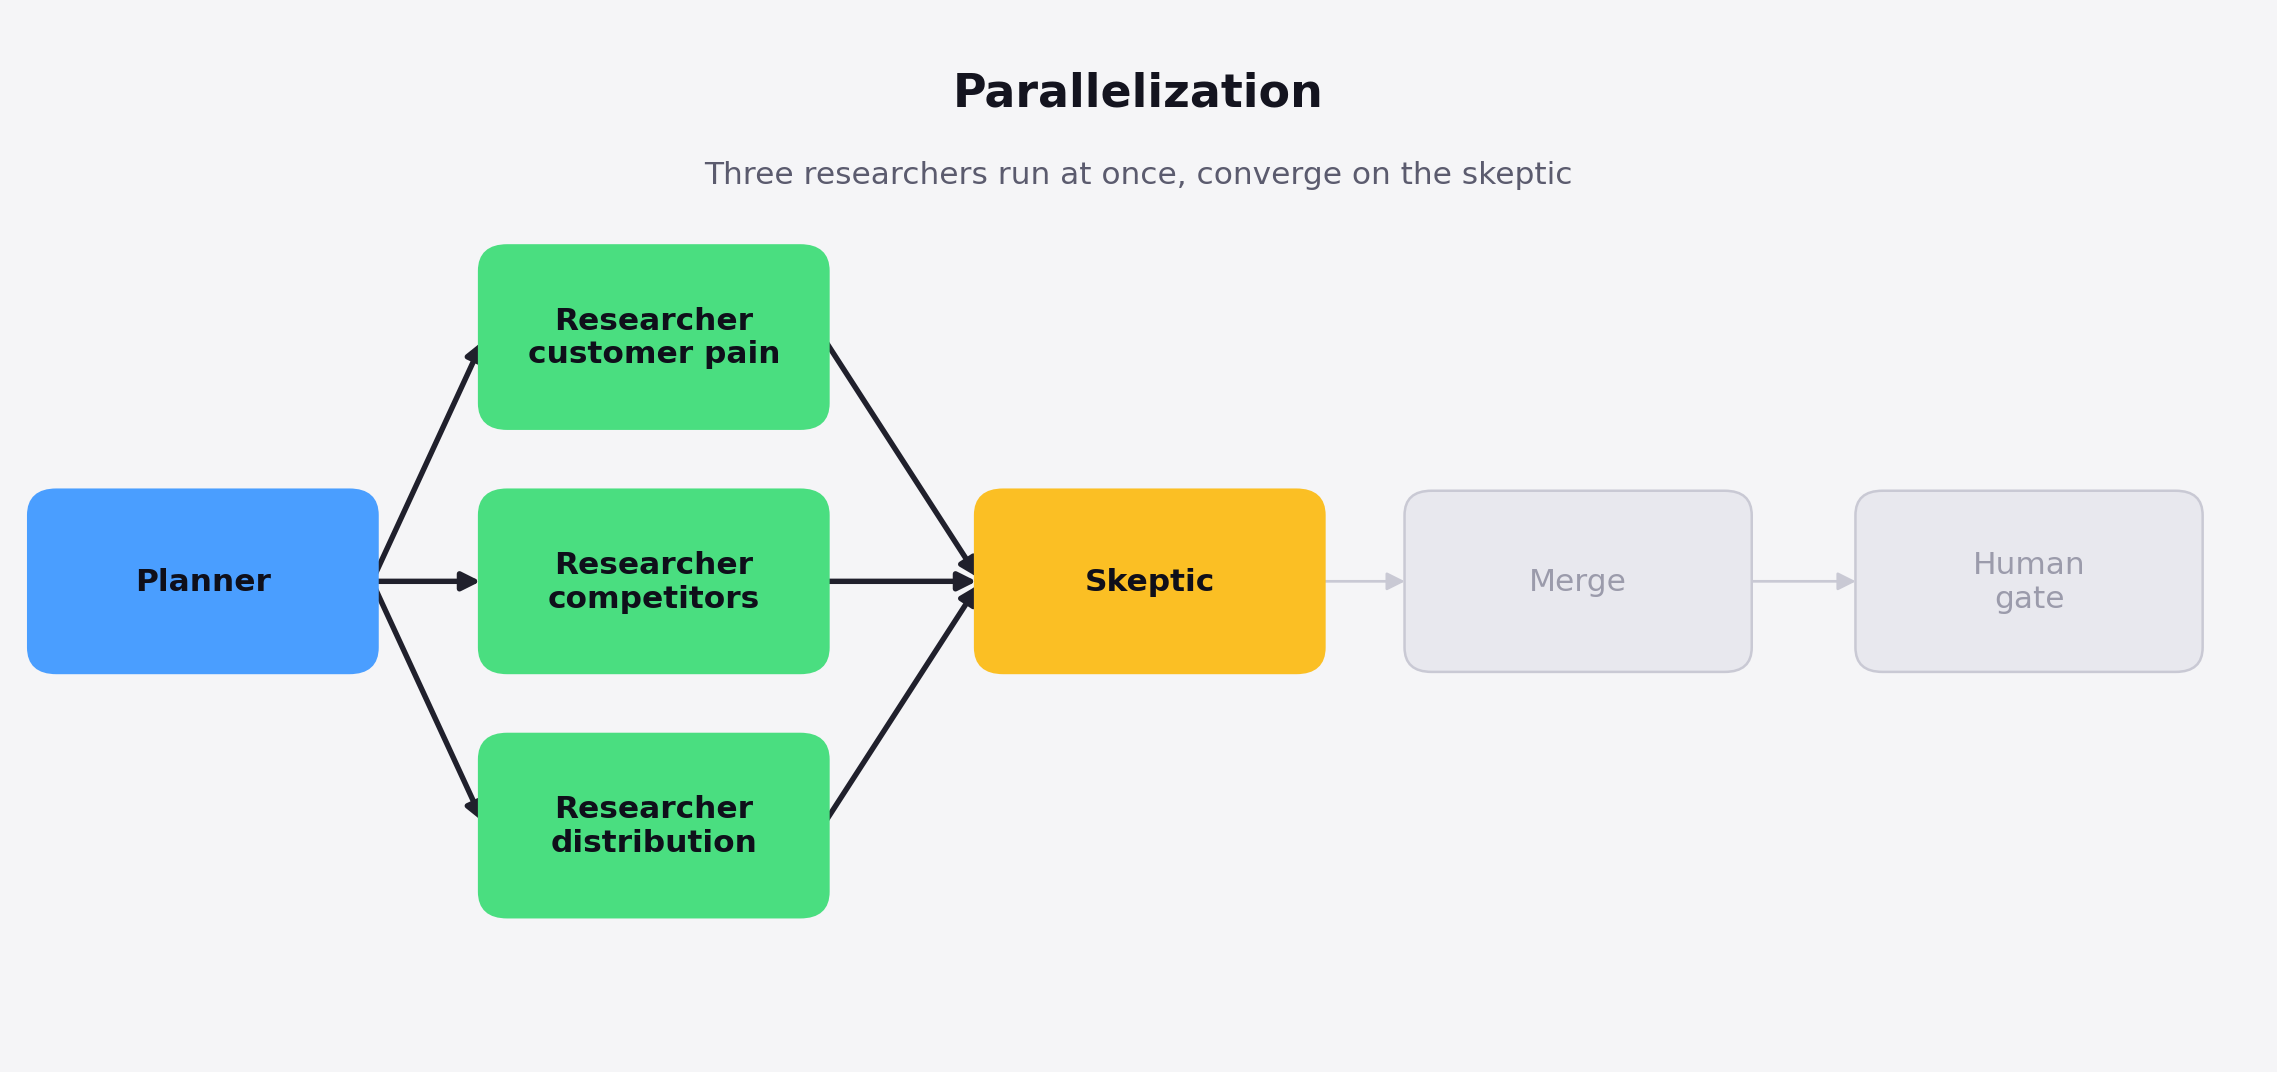 Parallelization
Three researchers run at once, converge on the skeptic
Researcher
customer pain
Planner
Researcher
competitors
Skeptic
Merge
Human
gate
Researcher
distribution